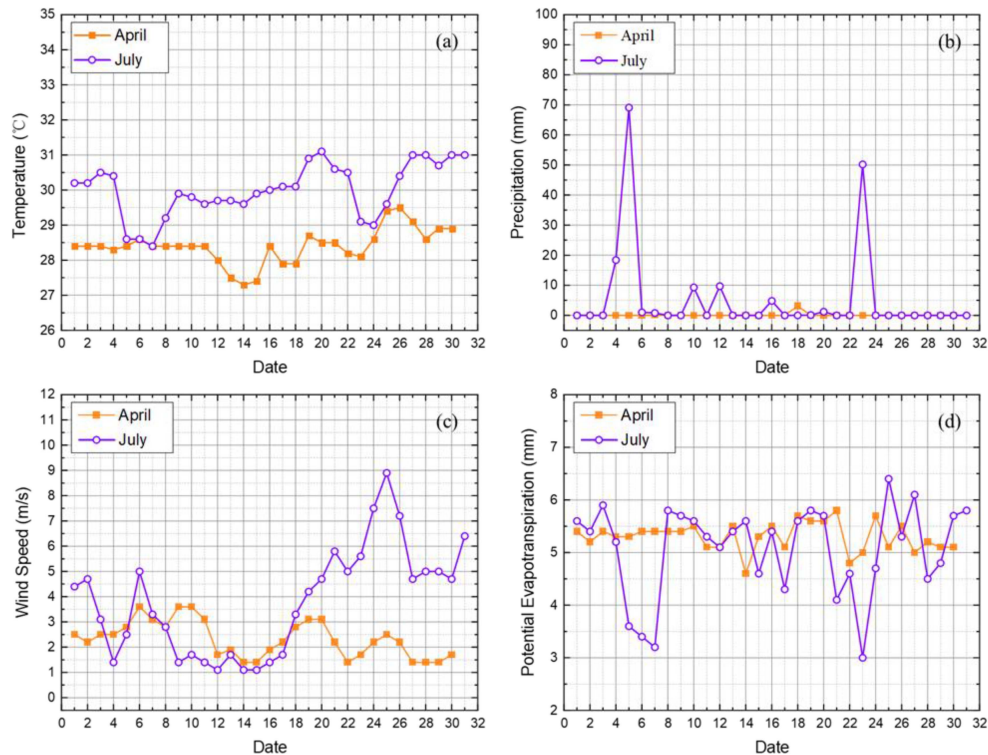 April
July
(a)
35
34
33
32
31
30
29
28
27
26
Temperature (℃)
0 2 4 6 8 10 12 14 16 18 20 22 24 26 28 30 32
Date
April
July
(b)
100
90
80
70
60
50
40
30
20
10
0
Precipitation (mm)
0 2 4 6 8 10 12 14 16 18 20 22 24 26 28 30 32
Date
April
July
(c)
12
11
10
9
8
7
6
5
4
3
2
1
0
Wind Speed (m/s)
0 2 4 6 8 10 12 14 16 18 20 22 24 26 28 30 32
Date
April
July
(d)
8
7
6
5
4
3
2
Potential Evapotranspiration (mm)
0 2 4 6 8 10 12 14 16 18 20 22 24 26 28 30 32
Date